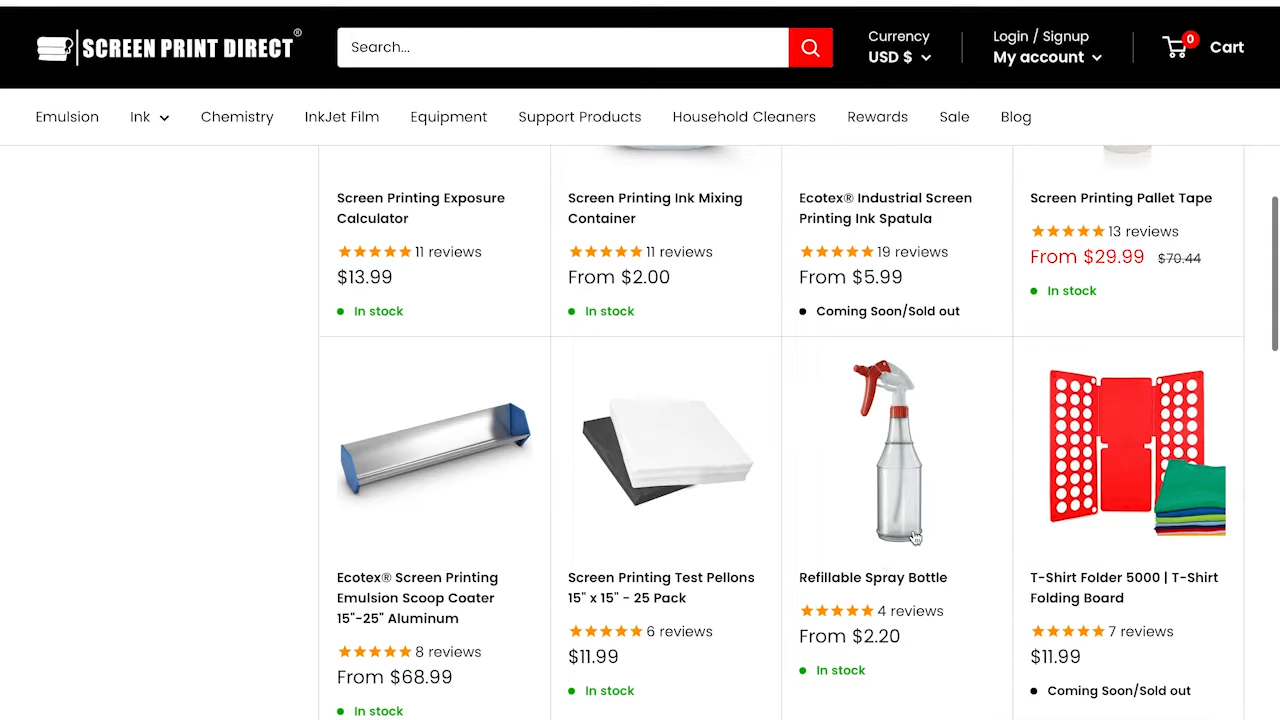 SCREEN PRINT DIRECT®
Search...
Currency
USD $
Login / Signup
My account
0
Cart
Emulsion
Ink
Chemistry
InkJet Film
Equipment
Support Products
Household Cleaners
Rewards
Sale
Blog
Screen Printing Exposure
Calculator
11 reviews
$13.99
In stock
Screen Printing Ink Mixing
Container
11 reviews
From $2.00
In stock
Ecotex® Industrial Screen
Printing Ink Spatula
19 reviews
From $5.99
Coming Soon/Sold out
Screen Printing Pallet Tape
13 reviews
From $29.99 $70.44
In stock
Ecotex® Screen Printing
Emulsion Scoop Coater
15"-25" Aluminum
8 reviews
From $68.99
In stock
Screen Printing Test Pellons
15" x 15" - 25 Pack
6 reviews
$11.99
In stock
Refillable Spray Bottle
4 reviews
From $2.20
In stock
T-Shirt Folder 5000 | T-Shirt
Folding Board
7 reviews
$11.99
Coming Soon/Sold out